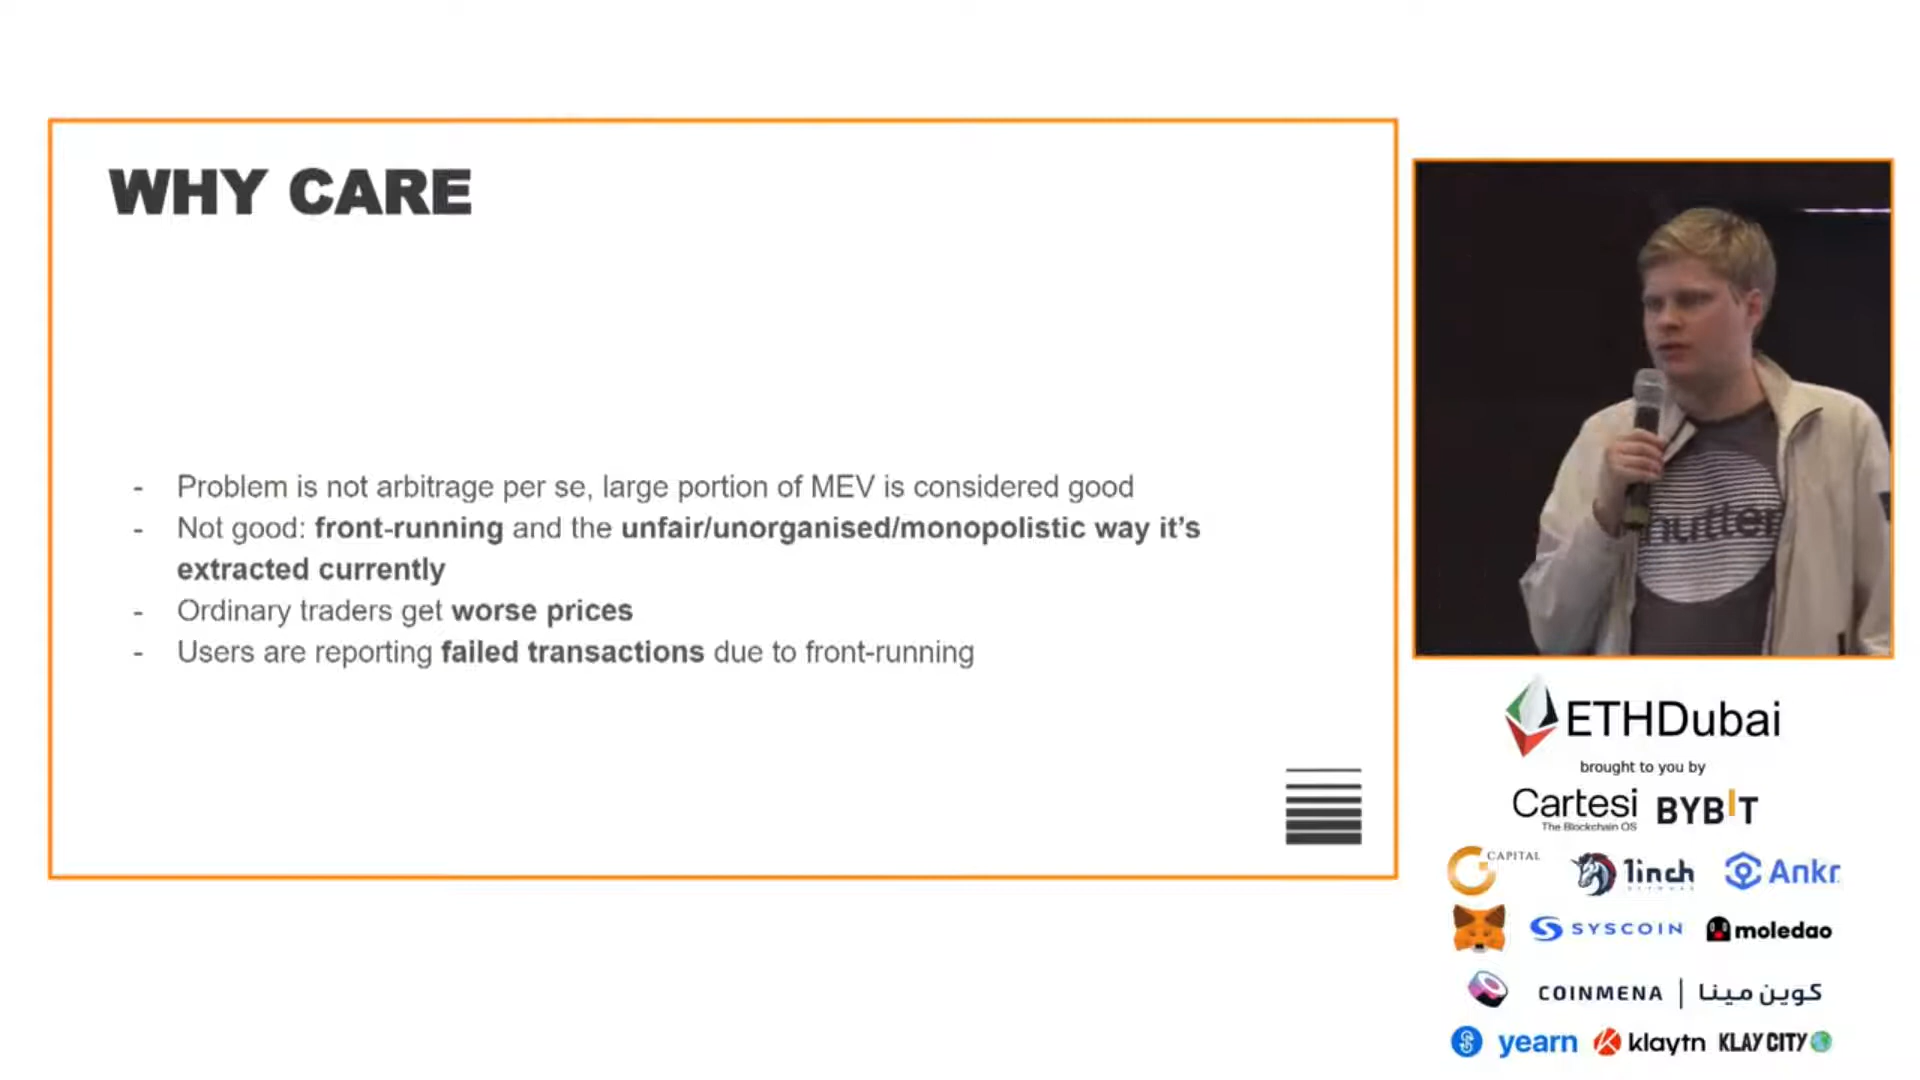 WHY CARE
- Problem is not arbitrage per se, large portion of MEV is considered good
- Not good: front-running and the unfair/unorganised/monopolistic way it's
extracted currently
- Ordinary traders get worse prices
- Users are reporting failed transactions due to front-running
hutter
ETHDubai
brought to you by
Cartesi
The Blockchain OS
BYBIT
CAPITAL
1inch
NETWORK
Ankr
SYSCOIN
moledao
COINMENA | كوين مينا
yearn
klaytn
KLAY CITY